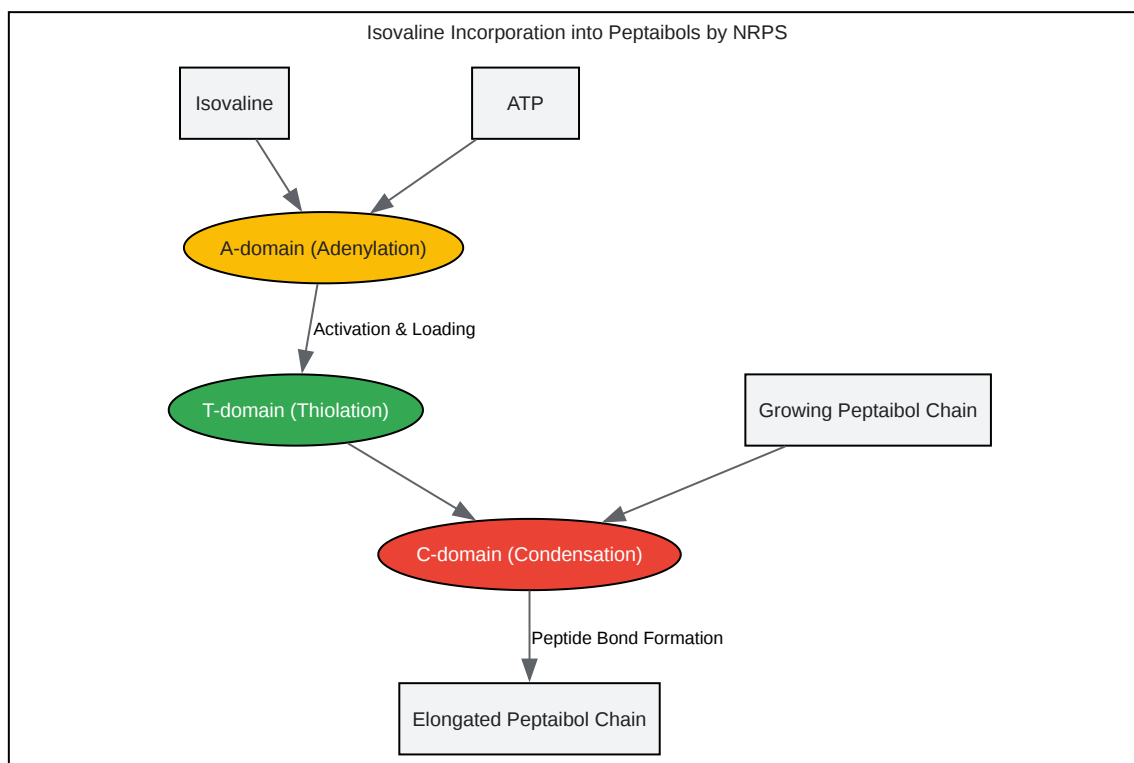 Isovaline Incorporation into Peptaibols by NRPS
Isovaline
ATP
A-domain (Adenylation)
Activation & Loading
T-domain (Thiolation)
Growing Peptaibol Chain
C-domain (Condensation)
Peptide Bond Formation
Elongated Peptaibol Chain